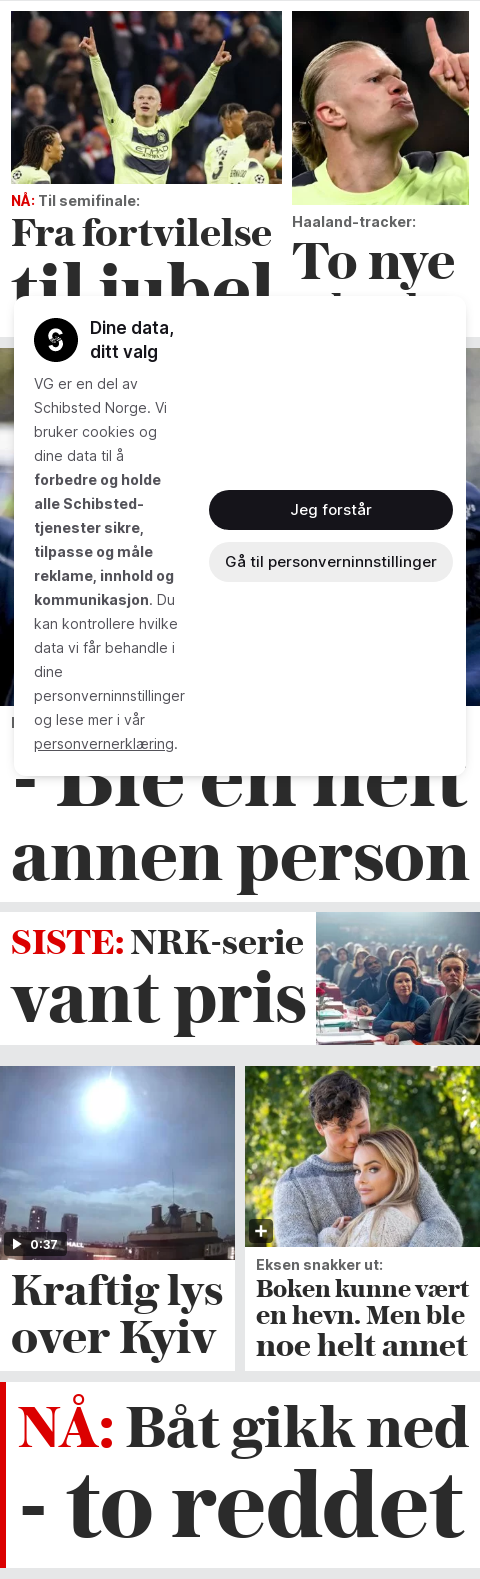 NÅ: Til semifinale:
Fra fortvilelse
til jubel
Haaland-tracker:
To nye
Dine data,
ditt valg
VG er en del av
Schibsted Norge. Vi
bruker cookies og
dine data til å
forbedre og holde
alle Schibsted-
tjenester sikre,
tilpasse og måle
reklame, innhold og
kommunikasjon. Du
kan kontrollere hvilke
data vi får behandle i
dine
personverninnstillinger
og lese mer i vår
personvernerklæring.
Jeg forstår
Gå til personverninnstillinger
- Ble en helt
annen person
SISTE: NRK-serie
vant pris
0:37
Kraftig lys
over Kyiv
Eksen snakker ut:
Boken kunne vært
en hevn. Men ble
noe helt annet
NÅ: Båt gikk ned
- to reddet